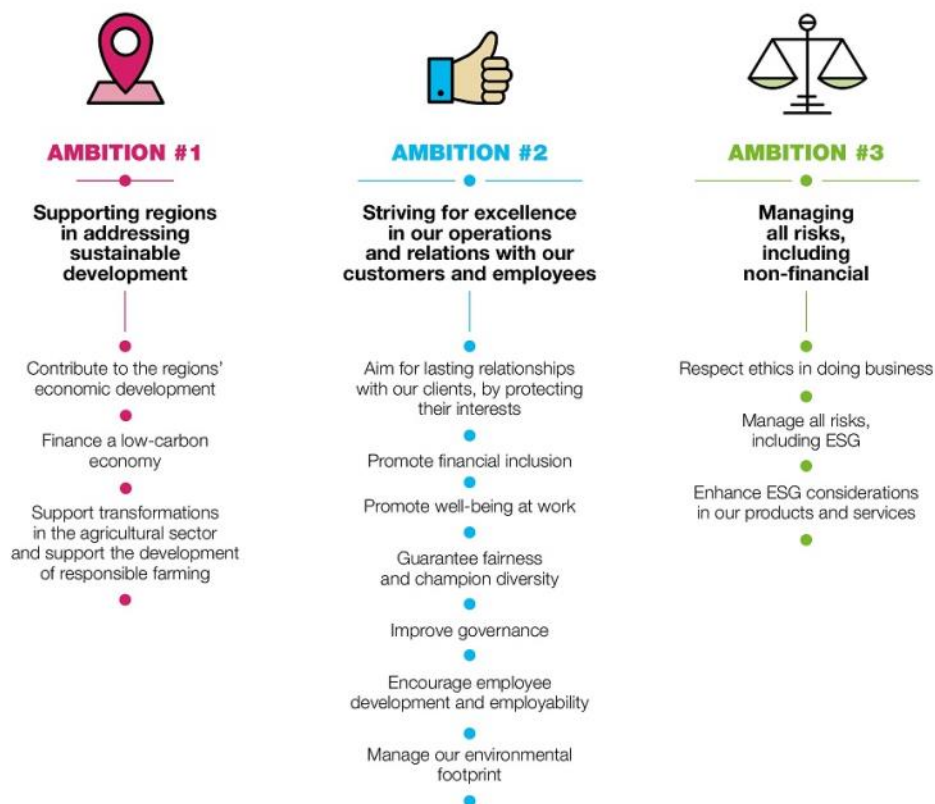 AMBITION #1
Supporting regions
in addressing
sustainable
development
Contribute to the regions'
economic development
Finance a low-carbon
economy
Support transformations
in the agricultural sector
and support the development
of responsible farming
AMBITION #2
Striving for excellence
in our operations
and relations with our
customers and employees
Aim for lasting relationships
with our clients, by protecting
their interests
Promote financial inclusion
Promote well-being at work
Guarantee fairness
and champion diversity
Improve governance
Encourage employee
development and employability
Manage our environmental
footprint
AMBITION #3
Managing
all risks,
including
non-financial
Respect ethics in doing business
Manage all risks,
including ESG
Enhance ESG considerations
in our products and services